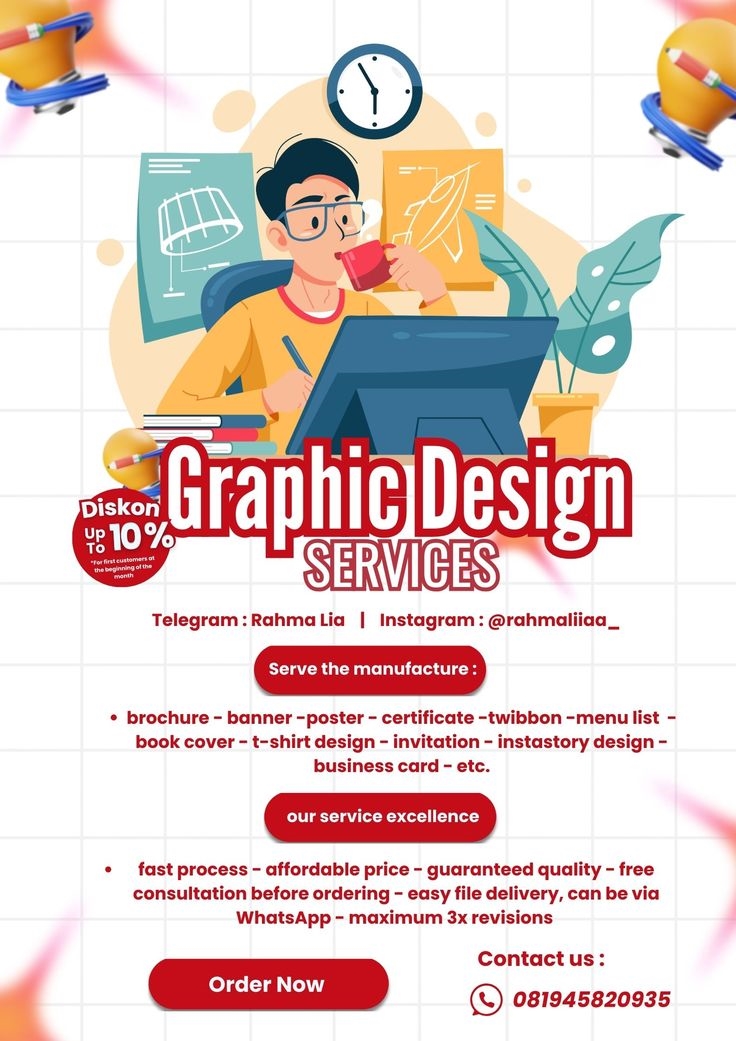 Graphic Design
SERVICES
Diskon
Up
To 10%
*For first customers at
the beginning of the
month
Telegram : Rahma Lia | Instagram : @rahmaliiaa_
Serve the manufacture :
• brochure - banner -poster - certificate -twibbon -menu list -
book cover - t-shirt design - invitation - instastory design -
business card - etc.
our service excellence
• fast process - affordable price - guaranteed quality - free
consultation before ordering - easy file delivery, can be via
WhatsApp - maximum 3x revisions
Order Now
Contact us :
081945820935